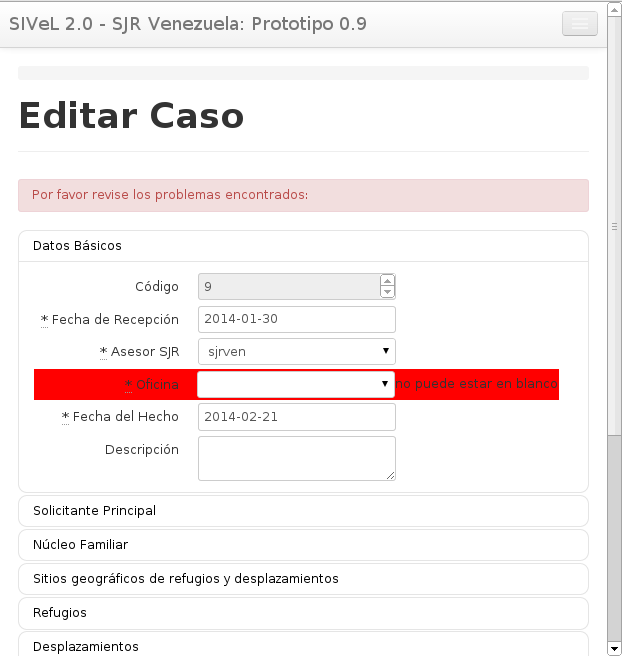 SIVeL 2.0 - SJR Venezuela: Prototipo 0.9
Editar Caso
Por favor revise los problemas encontrados:
Datos Básicos
Código 9
* Fecha de Recepción 2014-01-30
* Asesor SJR sjrven
* Oficina no puede estar en blanco
* Fecha del Hecho 2014-02-21
Descripción
Solicitante Principal
Núcleo Familiar
Sitios geográficos de refugios y desplazamientos
Refugios
Desplazamientos